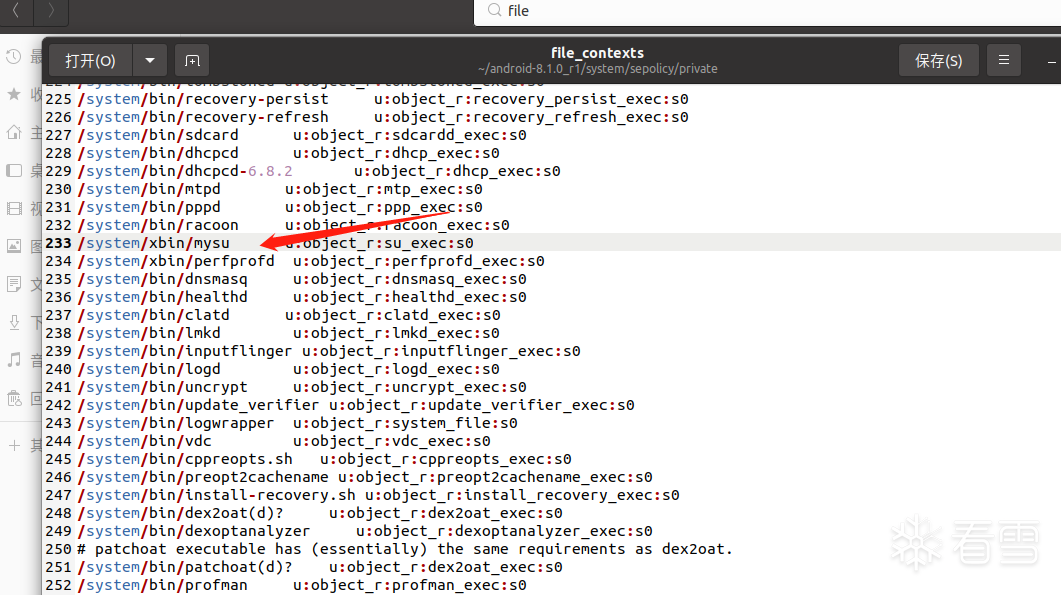 file
打开(O)
file_contexts
~/android-8.1.0_r1/system/sepolicy/private
保存(S)
225 /system/bin/recovery-persist u:object_r:recovery_persist_exec:s0
226 /system/bin/recovery-refresh u:object_r:recovery_refresh_exec:s0
227 /system/bin/sdcard u:object_r:sdcardd_exec:s0
228 /system/bin/dhcpcd u:object_r:dhcp_exec:s0
229 /system/bin/dhcpcd-6.8.2 u:object_r:dhcp_exec:s0
230 /system/bin/mtpd u:object_r:mtp_exec:s0
231 /system/bin/pppd u:object_r:ppp_exec:s0
232 /system/bin/racoon u:object_r:racoon_exec:s0
233 /system/xbin/mysu u:object_r:su_exec:s0
234 /system/xbin/perfprofd u:object_r:perfprofd_exec:s0
235 /system/bin/dnsmasq u:object_r:dnsmasq_exec:s0
236 /system/bin/healthd u:object_r:healthd_exec:s0
237 /system/bin/clatd u:object_r:clatd_exec:s0
238 /system/bin/lmkd u:object_r:lmkd_exec:s0
239 /system/bin/inputflinger u:object_r:inputflinger_exec:s0
240 /system/bin/logd u:object_r:logd_exec:s0
241 /system/bin/uncrypt u:object_r:uncrypt_exec:s0
242 /system/bin/update_verifier u:object_r:update_verifier_exec:s0
243 /system/bin/logwrapper u:object_r:system_file:s0
244 /system/bin/vdc u:object_r:vdc_exec:s0
245 /system/bin/cppreopts.sh u:object_r:cppreopts_exec:s0
246 /system/bin/preopt2cachename u:object_r:preopt2cachename_exec:s0
247 /system/bin/install-recovery.sh u:object_r:install_recovery_exec:s0
248 /system/bin/dex2oat(d)? u:object_r:dex2oat_exec:s0
249 /system/bin/dexoptanalyzer u:object_r:dexoptanalyzer_exec:s0
250 # patchoat executable has (essentially) the same requirements as dex2oat.
251 /system/bin/patchoat(d)? u:object_r:dex2oat_exec:s0
252 /system/bin/profman u:object_r:profman_exec:s0
看雪